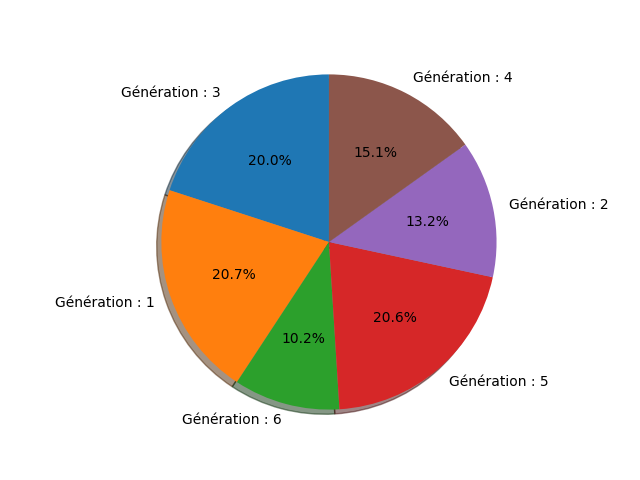 Génération : 4
Génération : 3
15.1%
20.0%
Génération : 2
13.2%
20.7%
Génération : 1
20.6%
10.2%
Génération : 5
Génération : 6